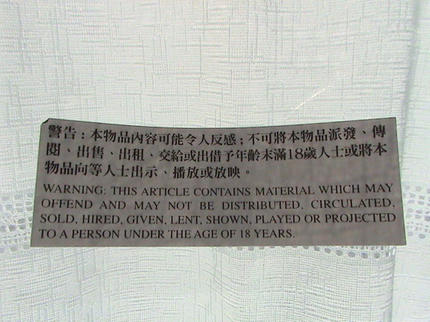 警告：本物品內容可能令人反感；不可將本物品派發、傳
閱、出售、出租、交給或出借予年齡未滿18歲人士或將本
物品向等人士出示、播放或放映。
WARNING: THIS ARTICLE CONTAINS MATERIAL WHICH MAY
OFFEND AND MAY NOT BE DISTRIBUTED, CIRCULATED,
SOLD, HIRED, GIVEN, LENT, SHOWN, PLAYED OR PROJECTED
TO A PERSON UNDER THE AGE OF 18 YEARS.